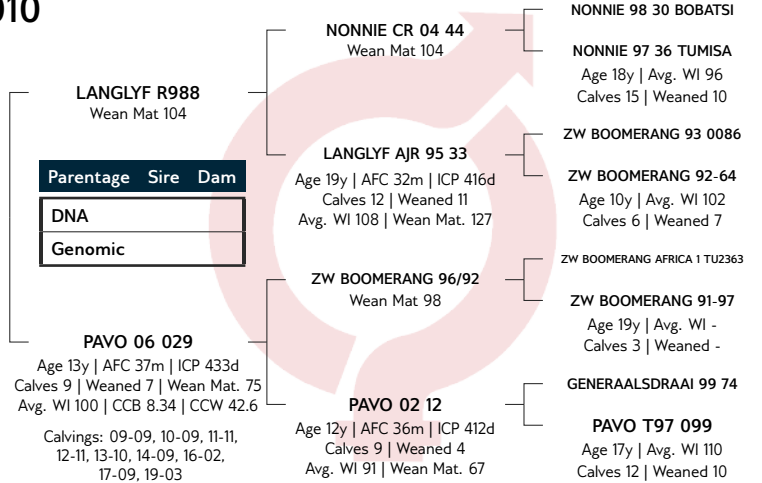 010
LANGLYF R988
Wean Mat 104
Parentage Sire Dam
DNA
Genomic
PAVO 06 029
Age 13y | AFC 37m | ICP 433d
Calves 9 | Weaned 7 | Wean Mat. 75
Avg. WI 100 | CCB 8.34 | CCW 42.6
Calvings: 09-09, 10-09, 11-11,
12-11, 13-10, 14-09, 16-02,
17-09, 19-03
NONNIE CR 04 44
Wean Mat 104
LANGLYF AJR 95 33
Age 19y | AFC 32m | ICP 416d
Calves 12 | Weaned 11
Avg. WI 108 | Wean Mat. 127
ZW BOOMERANG 96/92
Wean Mat 98
PAVO 02 12
Age 12y | AFC 36m | ICP 412d
Calves 9 | Weaned 4
Avg. WI 91 | Wean Mat. 67
NONNIE 98 30 BOBATSI
NONNIE 97 36 TUMISA
Age 18y | Avg. WI 96
Calves 15 | Weaned 10
ZW BOOMERANG 93 0086
ZW BOOMERANG 92-64
Age 10y | Avg. WI 102
Calves 6 | Weaned 7
ZW BOOMERANG AFRICA 1 TU2363
ZW BOOMERANG 91-97
Age 19y | Avg. WI -
Calves 3 | Weaned -
GENERAALSDRAAI 99 74
PAVO T97 099
Age 17y | Avg. WI 110
Calves 12 | Weaned 10